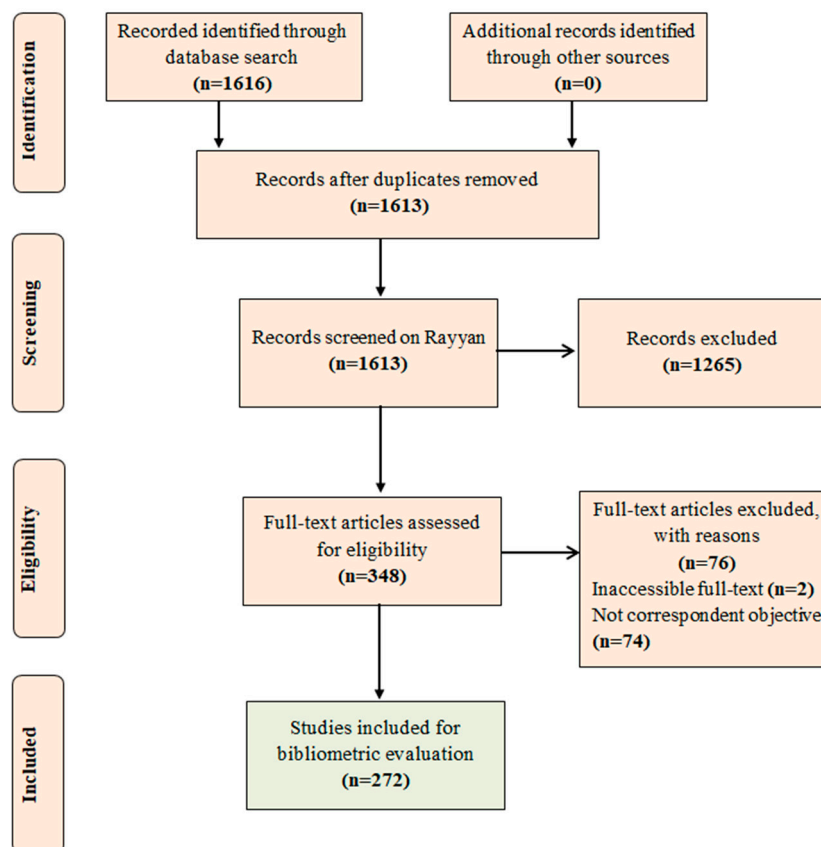 Identification
Recorded identified through
database search
(n=1616)
Additional records identified
through other sources
(n=0)
Records after duplicates removed
(n=1613)
Screening
Records screened on Rayyan
(n=1613)
Records excluded
(n=1265)
Eligibility
Full-text articles assessed
for eligibility
(n=348)
Full-text articles excluded,
with reasons
(n=76)
Inaccessible full-text (n=2)
Not correspondent objective
(n=74)
Included
Studies included for
bibliometric evaluation
(n=272)